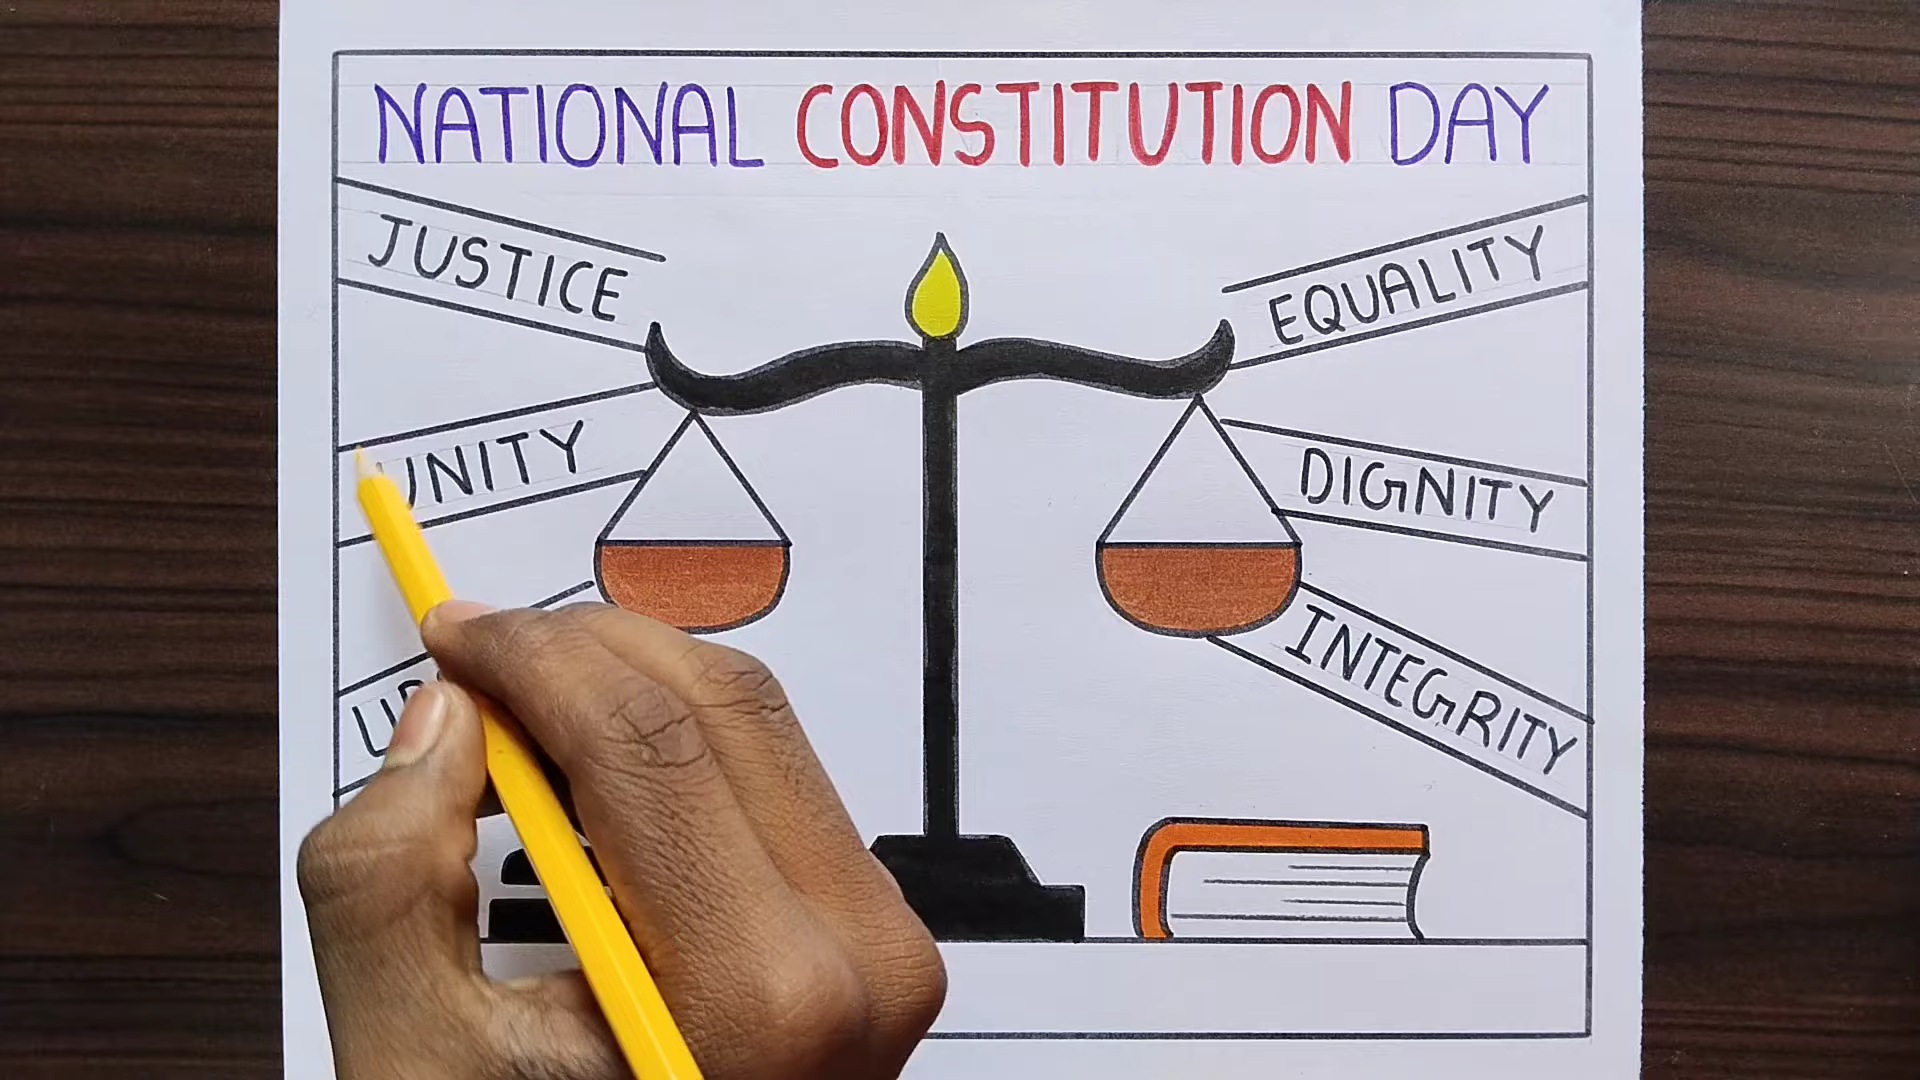 NATIONAL CONSTITUTION DAY
JUSTICE
EQUALITY
UNITY
DIGNITY
INTEGRITY